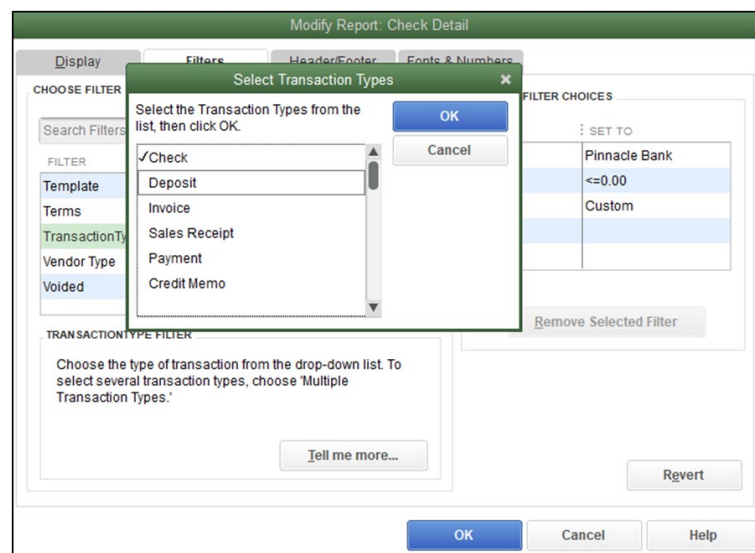 Modify Report: Check Detail
Display
Filters
Header/Footer
Fonts & Numbers
CHOOSE FILTER
Search Filters
FILTER
Template
Terms
TransactionTy
Vendor Type
Voided
Select Transaction Types
Select the Transaction Types from the
list, then click OK.
✓Check
Deposit
Invoice
Sales Receipt
Payment
Credit Memo
OK
Cancel
FILTER CHOICES
SET TO
Pinnacle Bank
<=0.00
Custom
Remove Selected Filter
TRANSACTIONTYPE FILTER
Choose the type of transaction from the drop-down list. To
select several transaction types, choose 'Multiple
Transaction Types.'
Tell me more...
Revert
OK
Cancel
Help